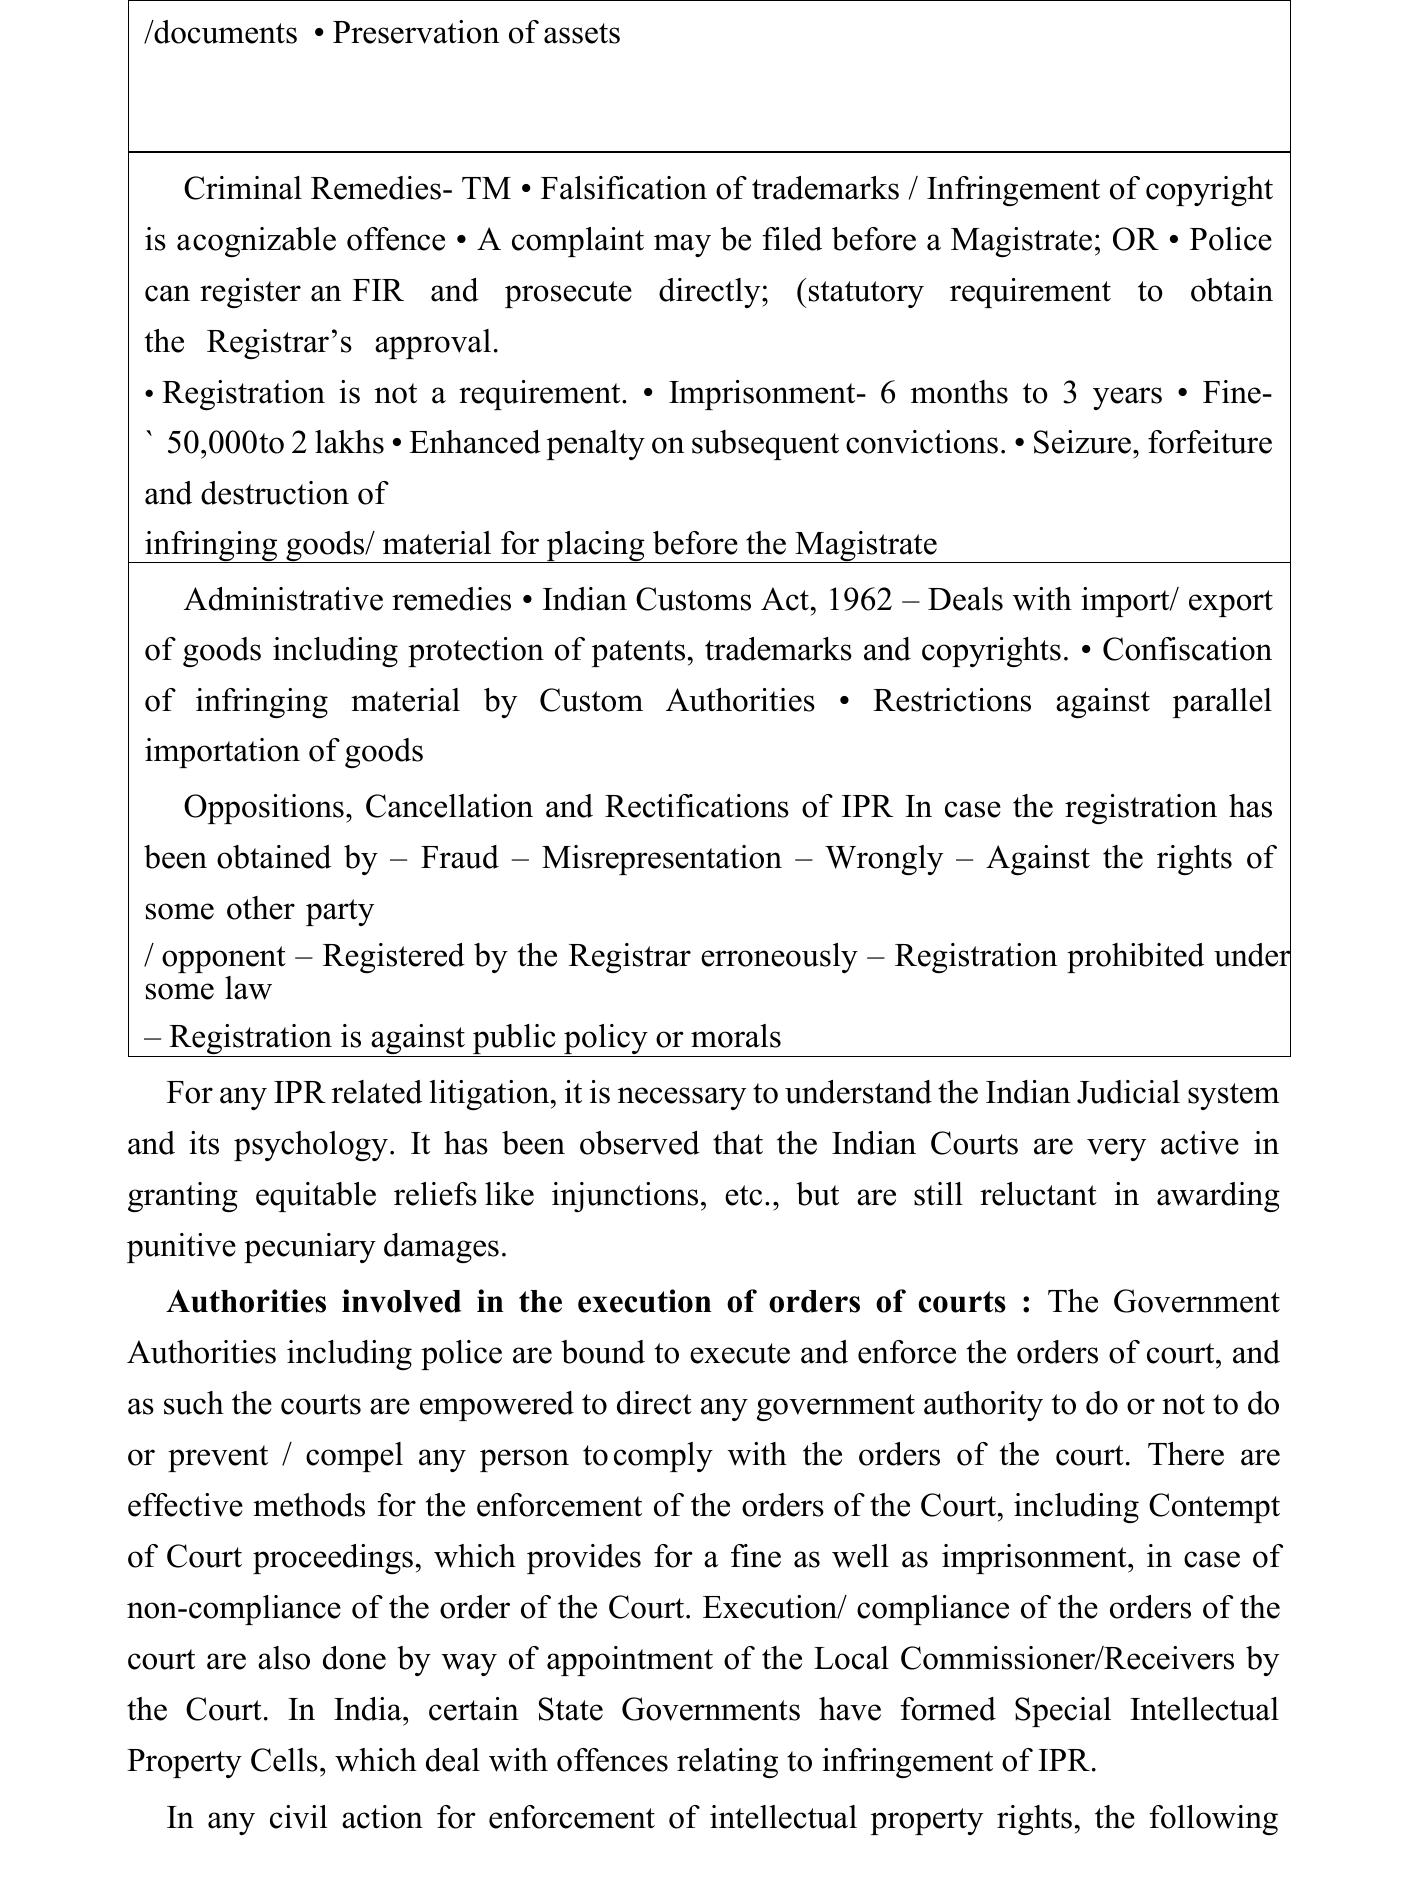 /documents • Preservation of assets
Criminal Remedies- TM • Falsification of trademarks / Infringement of copyright
is acognizable offence • A complaint may be filed before a Magistrate; OR • Police
can register an FIR and prosecute directly; (statutory requirement to obtain
the Registrar’s approval.
• Registration is not a requirement. • Imprisonment- 6 months to 3 years • Fine-
` 50,000to 2 lakhs • Enhanced penalty on subsequent convictions. • Seizure, forfeiture
and destruction of
infringing goods/ material for placing before the Magistrate
Administrative remedies • Indian Customs Act, 1962 – Deals with import/ export
of goods including protection of patents, trademarks and copyrights. • Confiscation
of infringing material by Custom Authorities • Restrictions against parallel
importation of goods
Oppositions, Cancellation and Rectifications of IPR In case the registration has
been obtained by – Fraud – Misrepresentation – Wrongly – Against the rights of
some other party
/ opponent – Registered by the Registrar erroneously – Registration prohibited under
some law
– Registration is against public policy or morals
For any IPR related litigation, it is necessary to understand the Indian Judicial system
and its psychology. It has been observed that the Indian Courts are very active in
granting equitable reliefs like injunctions, etc., but are still reluctant in awarding
punitive pecuniary damages.
Authorities involved in the execution of orders of courts : The Government
Authorities including police are bound to execute and enforce the orders of court, and
as such the courts are empowered to direct any government authority to do or not to do
or prevent / compel any person to comply with the orders of the court. There are
effective methods for the enforcement of the orders of the Court, including Contempt
of Court proceedings, which provides for a fine as well as imprisonment, in case of
non-compliance of the order of the Court. Execution/ compliance of the orders of the
court are also done by way of appointment of the Local Commissioner/Receivers by
the Court. In India, certain State Governments have formed Special Intellectual
Property Cells, which deal with offences relating to infringement of IPR.
In any civil action for enforcement of intellectual property rights, the following